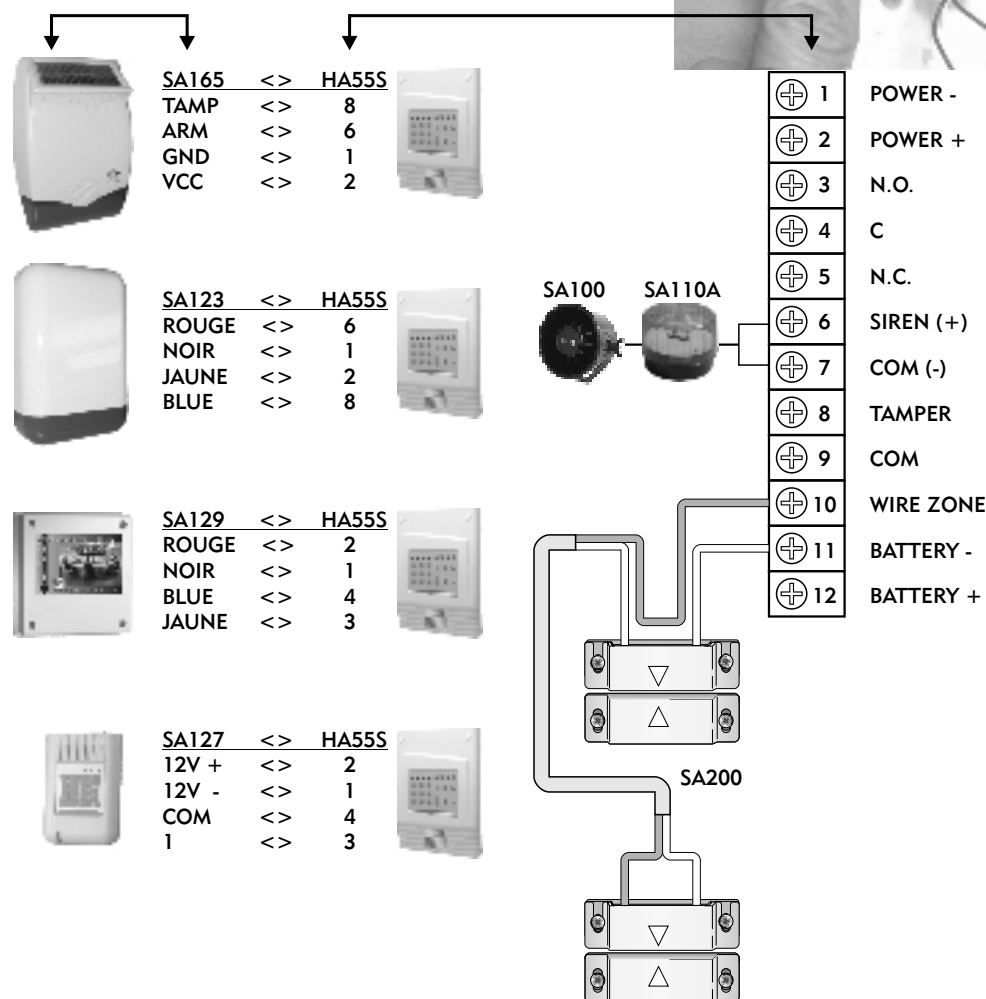 SA165 <> HA55S
TAMP <> 8
ARM <> 6
GND <> 1
VCC <> 2
SA123 <> HA55S
ROUGE <> 6
NOIR <> 1
JAUNE <> 2
BLUE <> 8
SA129 <> HA55S
ROUGE <> 2
NOIR <> 1
BLUE <> 4
JAUNE <> 3
SA127 <> HA55S
12V + <> 2
12V - <> 1
COM <> 4
1 <> 3
SA100 SA110A
1 POWER -
2 POWER +
3 N.O.
4 C
5 N.C.
6 SIREN (+)
7 COM (-)
8 TAMPER
9 COM
10 WIRE ZONE
11 BATTERY -
12 BATTERY +
SA200